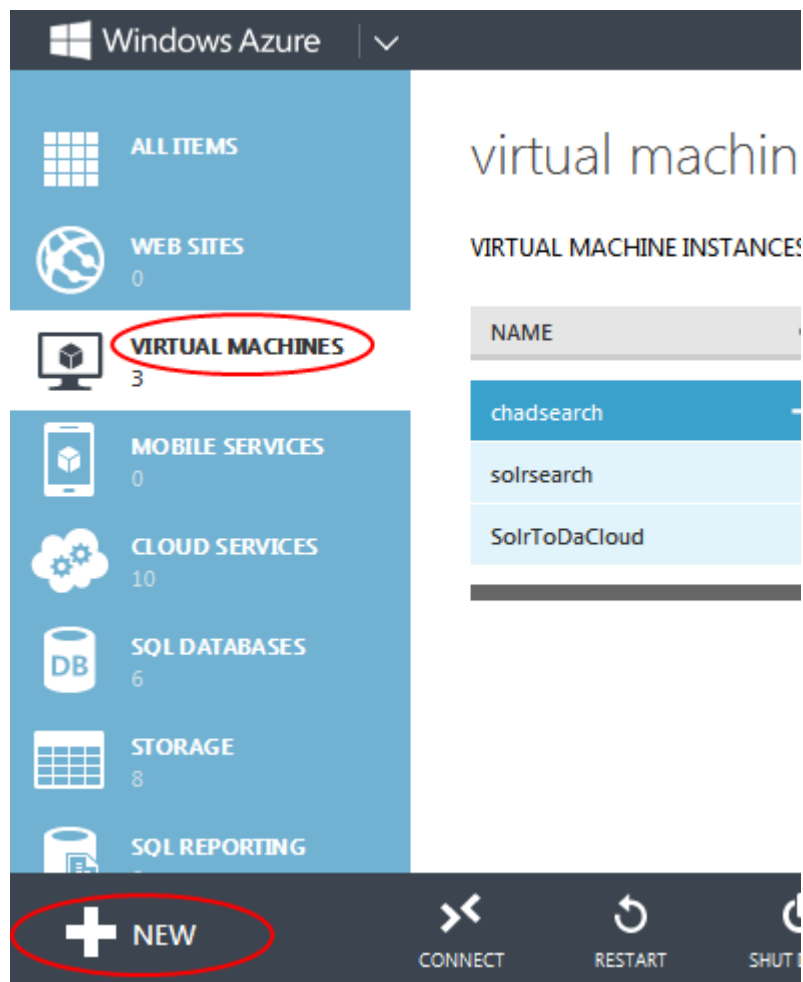 Windows Azure
ALL ITEMS
WEB SITES
0
VIRTUAL MACHINES
3
MOBILE SERVICES
0
CLOUD SERVICES
10
SQL DATABASES
6
DB
STORAGE
8
SQL REPORTING
NEW
virtual machin
VIRTUAL MACHINE INSTANCES
NAME
chadsearch
solrsearch
SolrToDaCloud
CONNECT
RESTART
SHUT